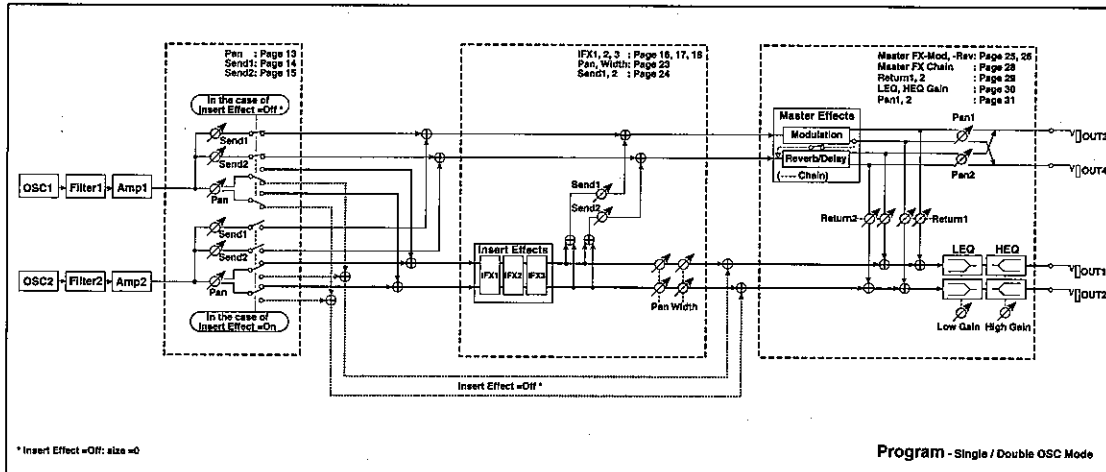 Pan : Page 13
Send1: Page 14
Send2: Page 15
In the case of
Insert Effect =Off *
Send1
Send2
Pan
OSC1
Filter1
Amp1
Send1
Send2
Pan
OSC2
Filter2
Amp2
In the case of
Insert Effect =On
IFX1, 2, 3 : Page 16, 17, 18
Pan, Width: Page 23
Send1, 2 : Page 24
Send1
Send2
Insert Effects
IFX1
IFX2
IFX3
Pan Width
Insert Effect =Off *
Master FX-Mod, -Rev: Page 25, 26
Master FX Chain : Page 28
Return1, 2 : Page 29
LEQ, HEQ Gain : Page 30
Pan1, 2 : Page 31
Master Effects
Modulation
Reverb/Delay
(---- Chain)
Pan1
Pan2
OUT3
OUT4
Return2
Return1
LEQ
HEQ
OUT1
OUT2
Low Gain
High Gain
* Insert Effect =Off: size =0
Program - Single / Double OSC Mode